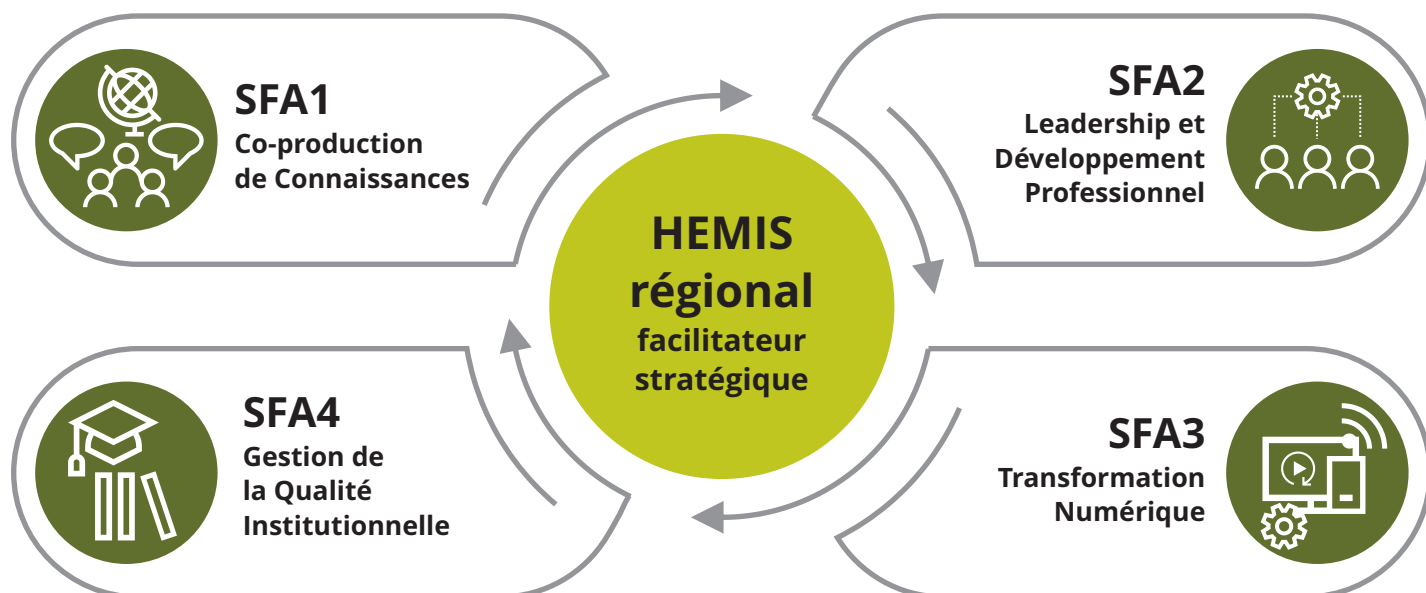 SFA1
Co-production
de Connaissances
SFA2
Leadership et
Développement
Professionnel
HEMIS
régional
facilitateur
stratégique
SFA4
Gestion de
la Qualité
Institutionnelle
SFA3
Transformation
Numérique